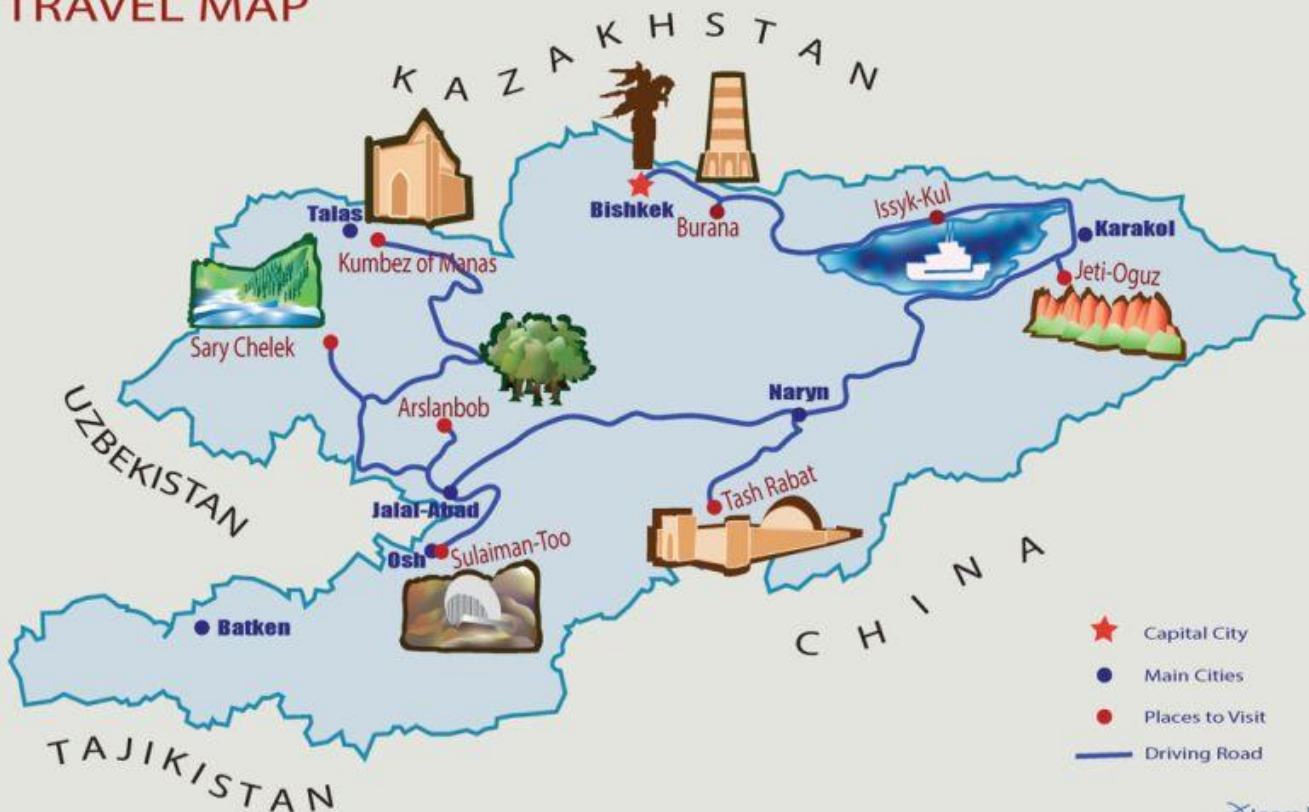 TRAVEL MAP
KAZAKHSTAN
Talas
Kumbez of Manas
Bishkek
Burana
Issyk-Kul
Karakol
Jeti-Oguz
Sary Chelek
Arslanbob
Naryn
UZBEKISTAN
Jalal-Abad
Tash Rabat
Osh
Sulaiman-Too
CHINA
Batken
TAJIKISTAN
Capital City
Main Cities
Places to Visit
Driving Road